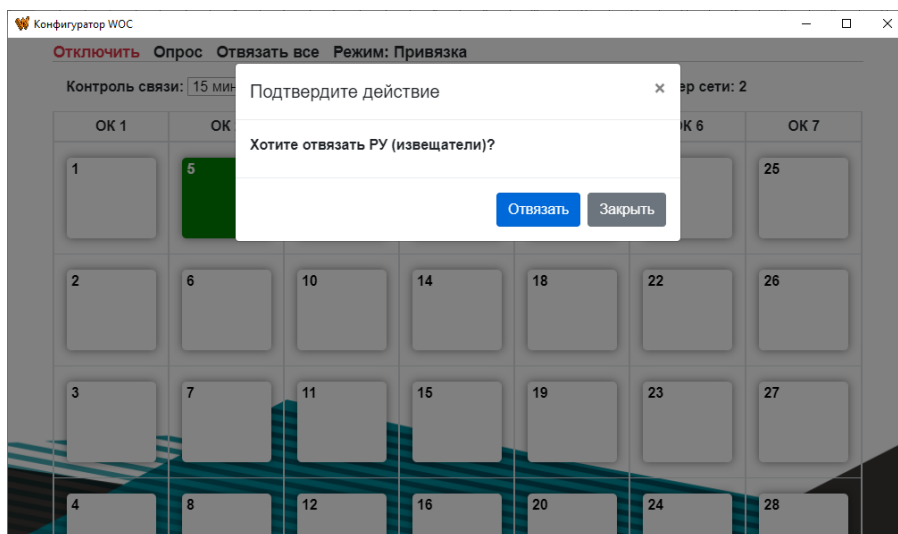 Конфигуратор WOC
Отключить Опрос Отвязать все Режим: Привязка
Контроль связи: 15 мин ер сети: 2
Подтвердите действие ×
Хотите отвязать РУ (извещатели)?
Отвязать Закрыть
ОК 1 ОК ОК 6 ОК 7
1 5 25
2 6 10 14 18 22 26
3 7 11 15 19 23 27
4 8 12 16 20 24 28